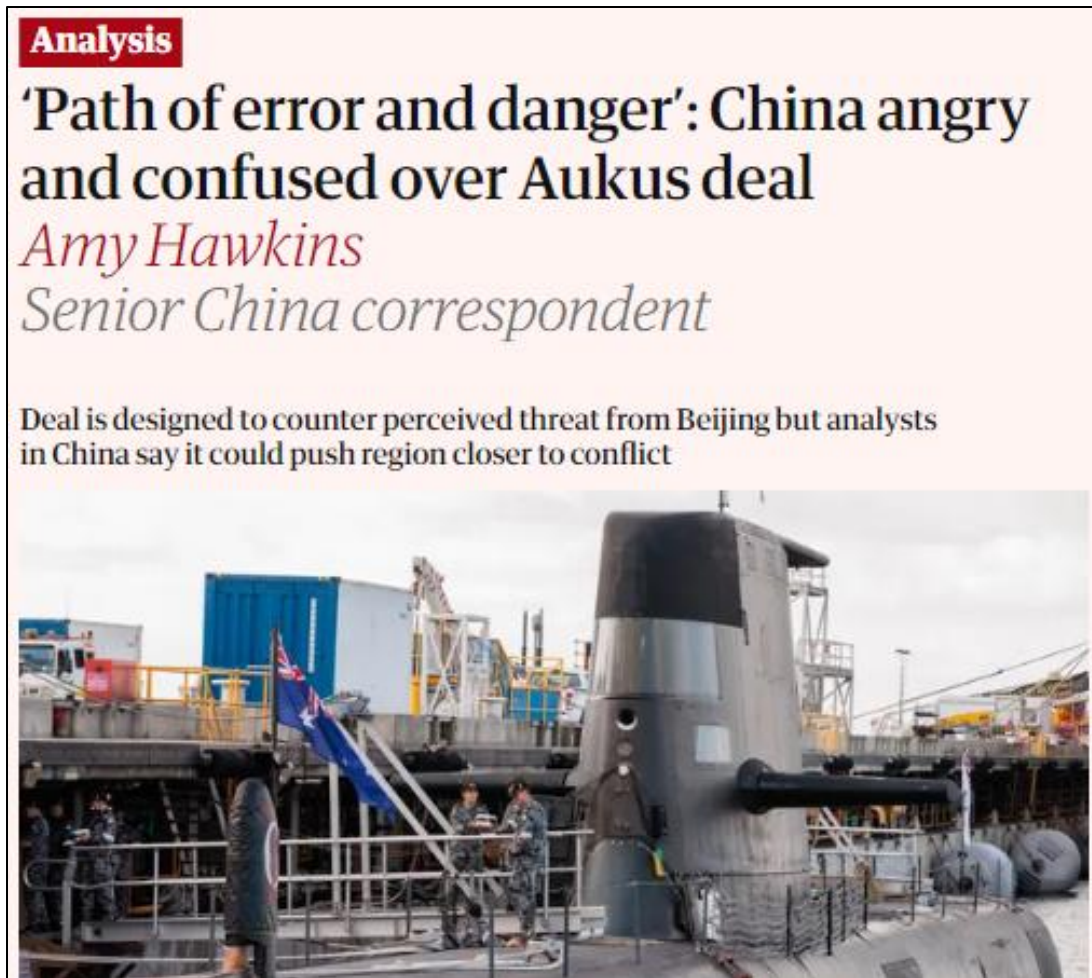 Analysis
‘Path of error and danger’: China angry
and confused over Aukus deal
Amy Hawkins
Senior China correspondent
Deal is designed to counter perceived threat from Beijing but analysts
in China say it could push region closer to conflict